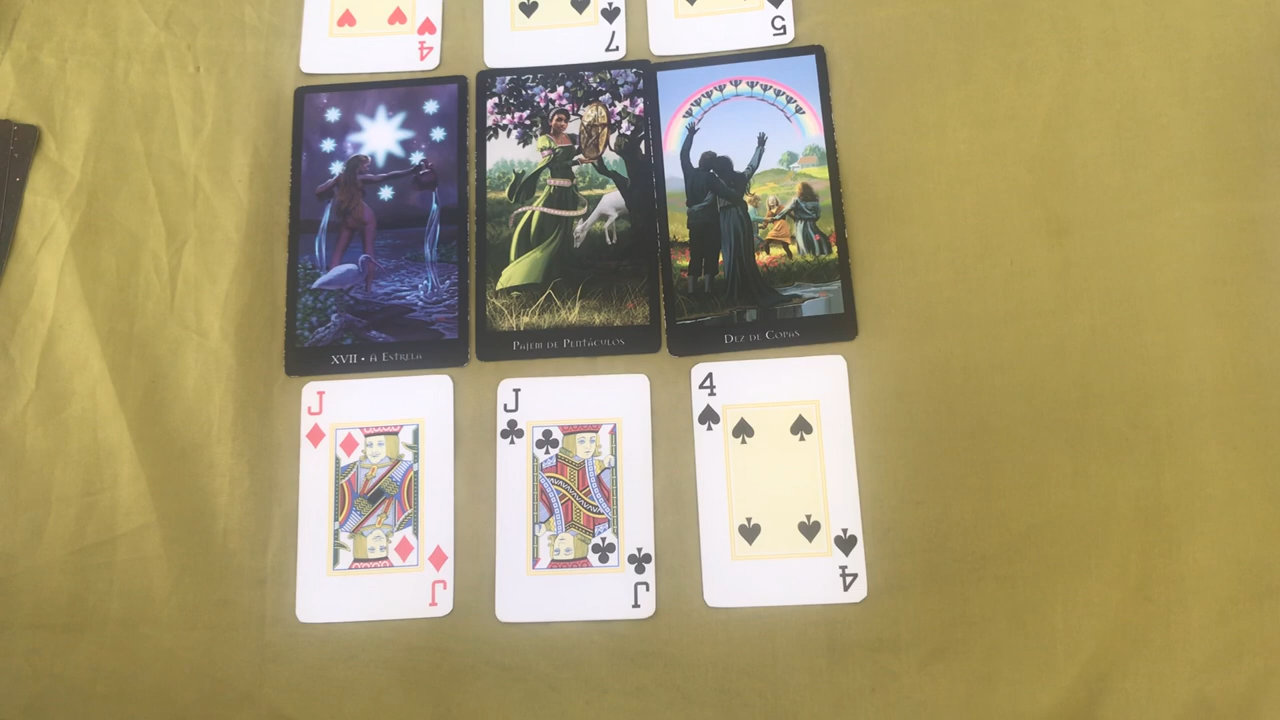 4
7
5
XVII • A Estrela
Pajem de Pentáculos
Dez de Copas
J
J
J
J
4
4